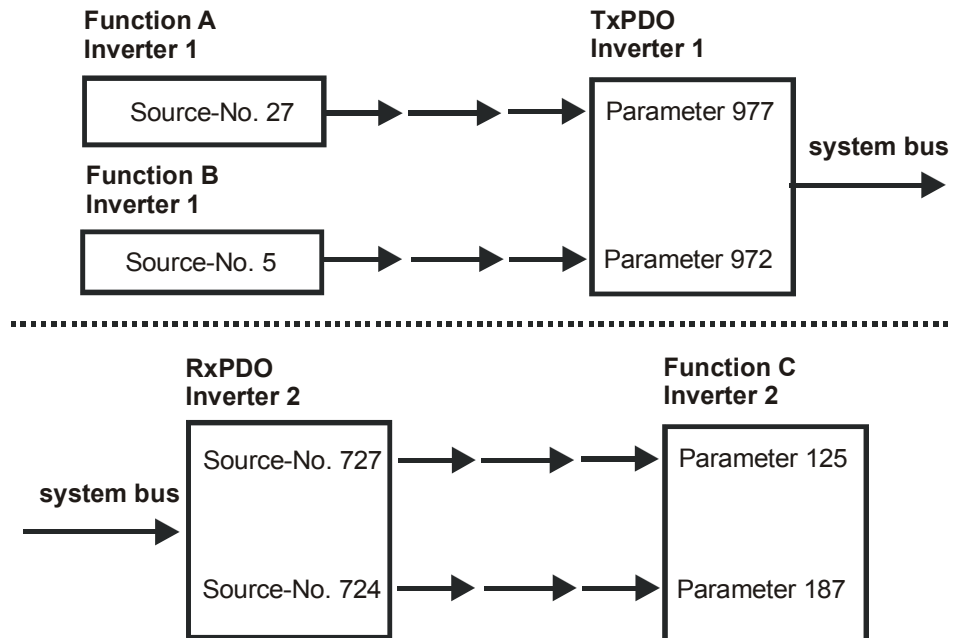 Function A
Inverter 1
Source-No. 27
Function B
Inverter 1
Source-No. 5
TxPDO
Inverter 1
Parameter 977
Parameter 972
system bus
RxPDO
Inverter 2
system bus
Source-No. 727
Source-No. 724
Function C
Inverter 2
Parameter 125
Parameter 187